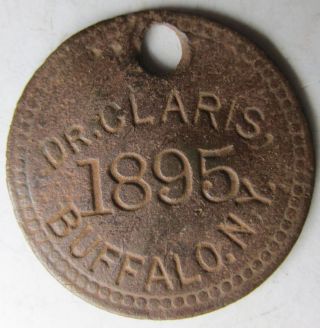 DR. CLARIS,
1895
BUFFALO. N.Y.